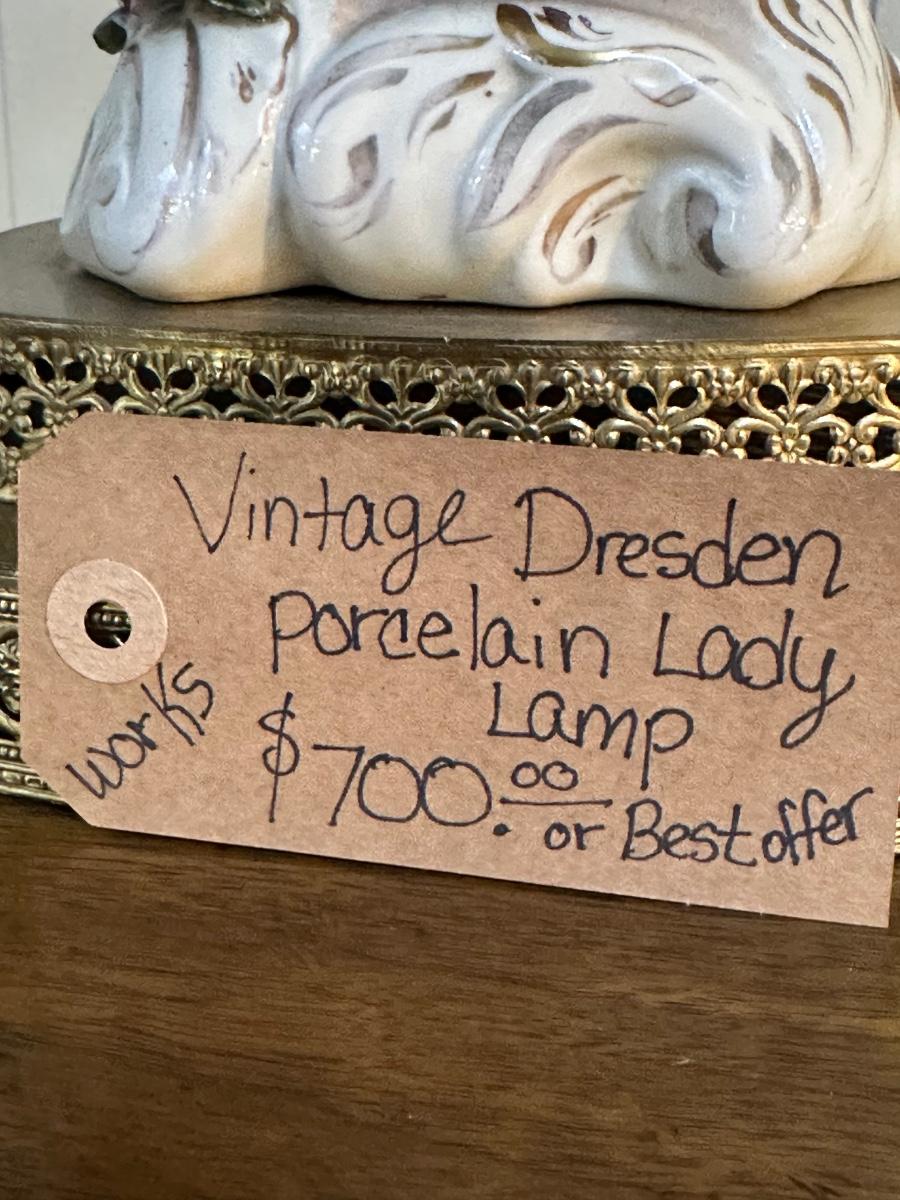 Vintage Dresden
Porcelain Lady
Lamp
works
$700.00
or Best offer